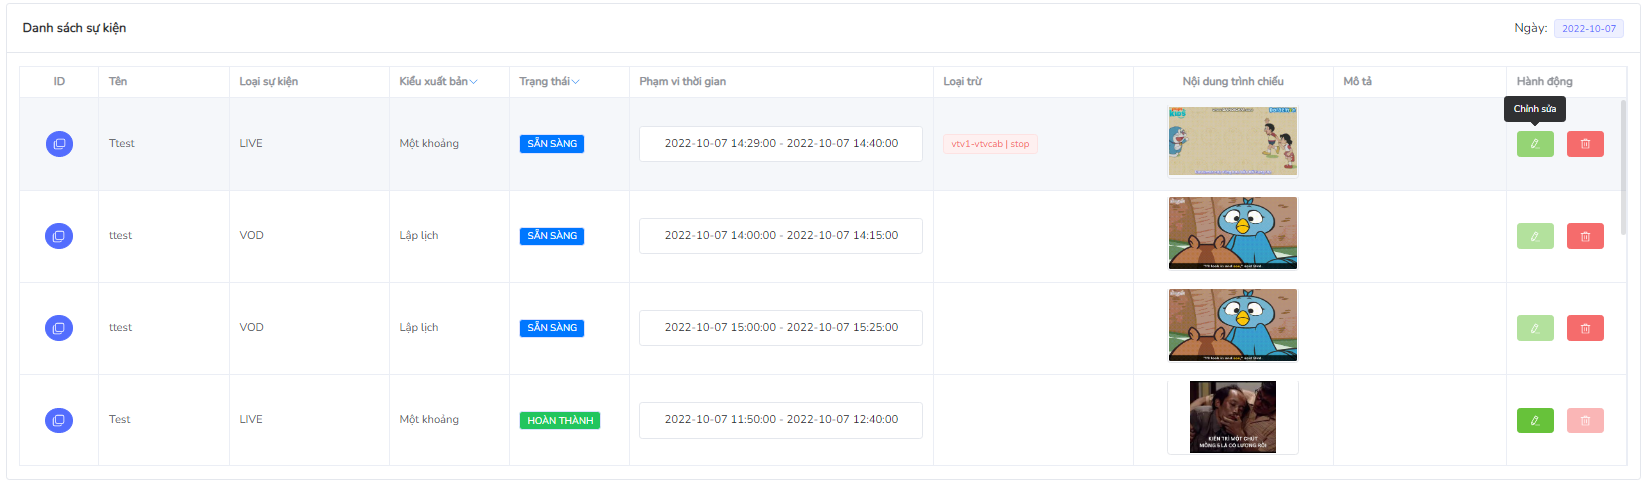 Danh sách sự kiện
Ngày: 2022-10-07
ID Tên Loại sự kiện Kiểu xuất bản Trạng thái Phạm vi thời gian Loại trừ Nội dung trình chiếu Mô tả Hành động
Chỉnh sửa
Ttest LIVE Một khoảng SẴN SÀNG 2022-10-07 14:29:00 - 2022-10-07 14:40:00 vtv1-vtvcab | stop
ttest VOD Lập lịch SẴN SÀNG 2022-10-07 14:00:00 - 2022-10-07 14:15:00
ttest VOD Lập lịch SẴN SÀNG 2022-10-07 15:00:00 - 2022-10-07 15:25:00
Test LIVE Một khoảng HOÀN THÀNH 2022-10-07 11:50:00 - 2022-10-07 12:40:00
KIÊN TRÌ MỘT CHÚT
MỒNG 5 LÀ CÓ LƯƠNG RỒI